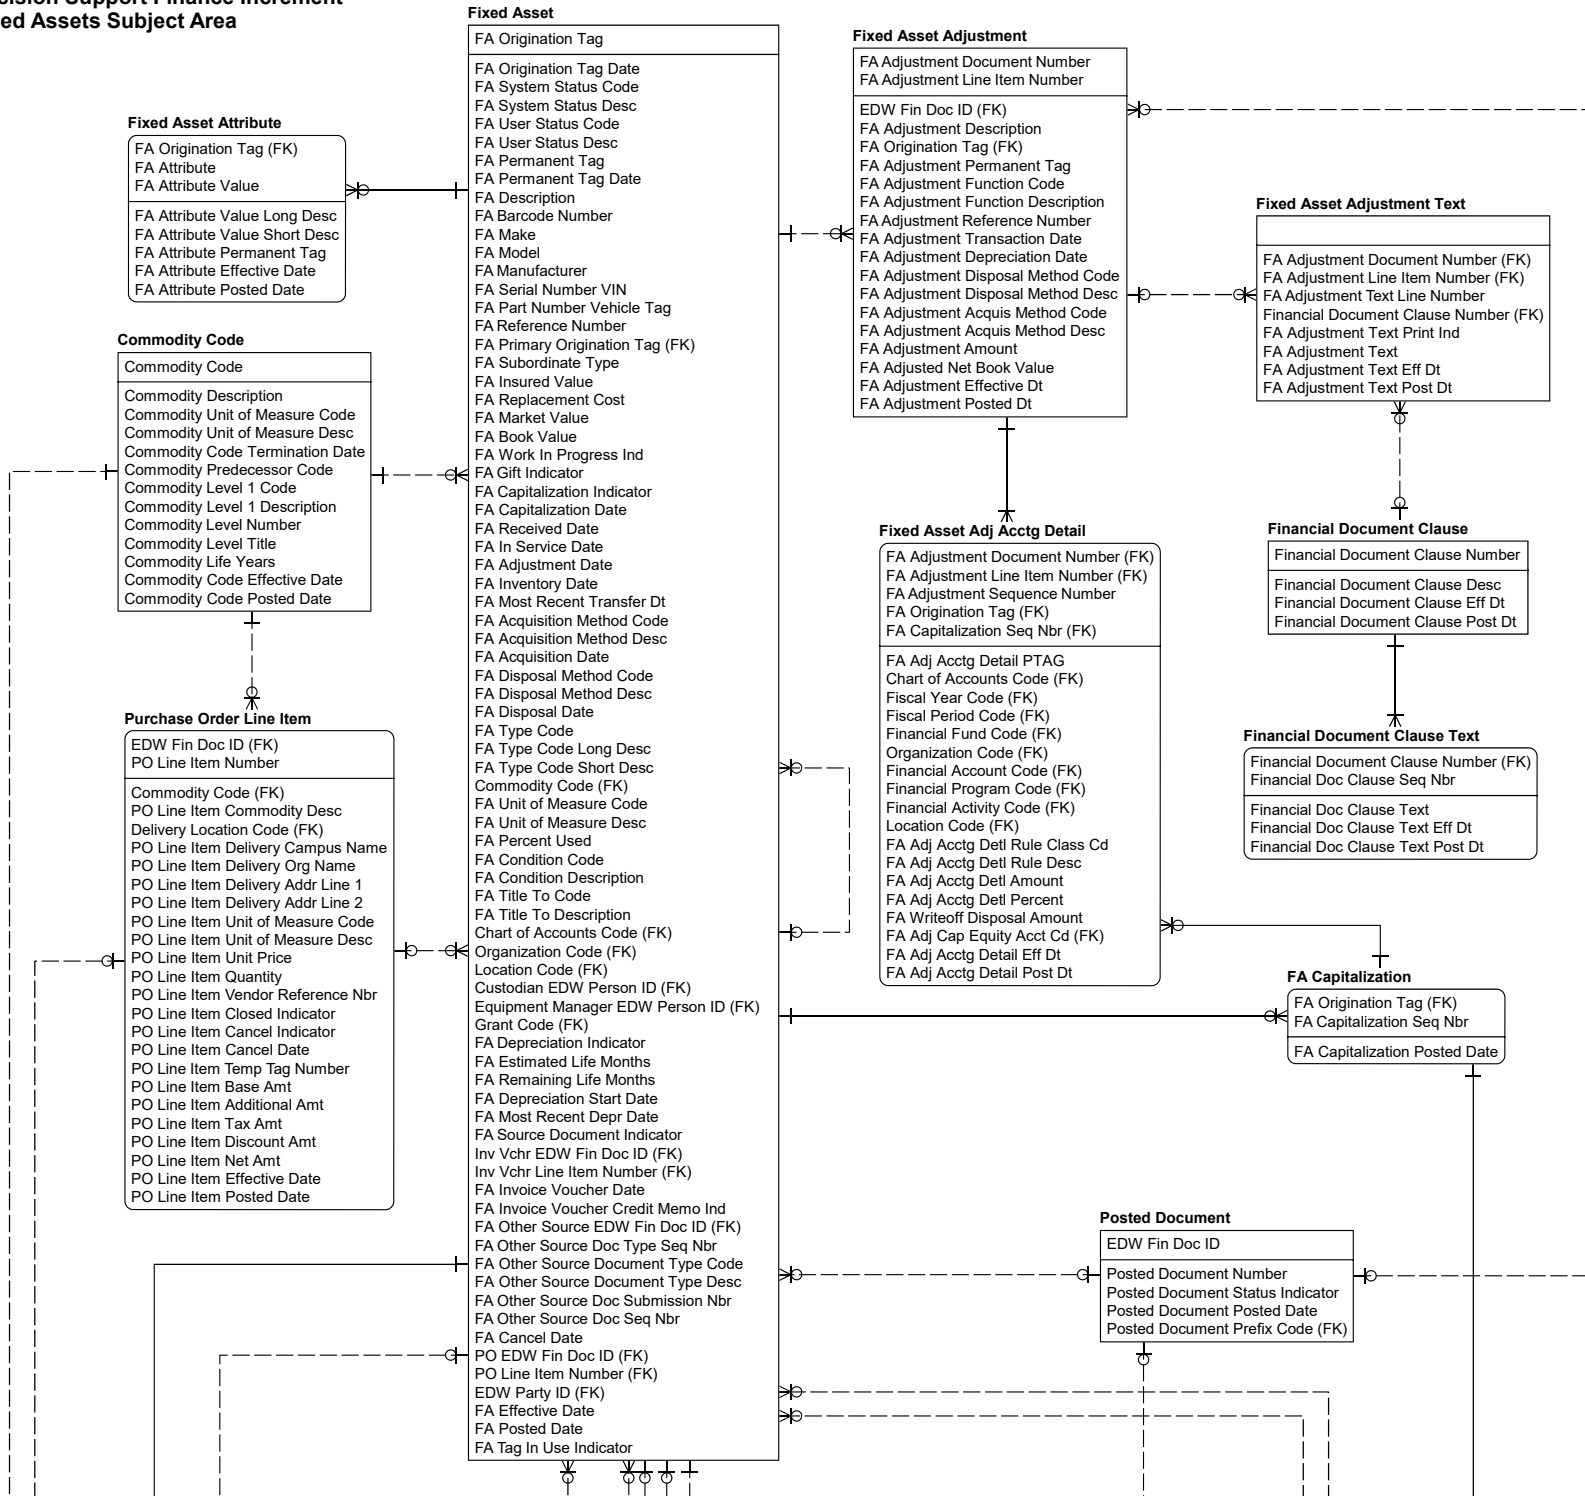 ed Assets Subject Area
Fixed Asset
FA Origination Tag
FA Origination Tag Date
FA System Status Code
FA System Status Desc
FA User Status Code
FA User Status Desc
FA Permanent Tag
FA Permanent Tag Date
FA Description
FA Barcode Number
FA Make
FA Model
FA Manufacturer
FA Serial Number VIN
FA Part Number Vehicle Tag
FA Reference Number
FA Primary Origination Tag (FK)
FA Subordinate Type
FA Insured Value
FA Replacement Cost
FA Market Value
FA Book Value
FA Work In Progress Ind
FA Gift Indicator
FA Capitalization Indicator
FA Capitalization Date
FA Received Date
FA In Service Date
FA Adjustment Date
FA Inventory Date
FA Most Recent Transfer Dt
FA Acquisition Method Code
FA Acquisition Method Desc
FA Acquisition Date
FA Disposal Method Code
FA Disposal Method Desc
FA Disposal Date
FA Type Code
FA Type Code Long Desc
FA Type Code Short Desc
Commodity Code (FK)
FA Unit of Measure Code
FA Unit of Measure Desc
FA Percent Used
FA Condition Code
FA Condition Description
FA Title To Code
FA Title To Description
Chart of Accounts Code (FK)
Organization Code (FK)
Location Code (FK)
Custodian EDW Person ID (FK)
Equipment Manager EDW Person ID (FK)
Grant Code (FK)
FA Depreciation Indicator
FA Estimated Life Months
FA Remaining Life Months
FA Depreciation Start Date
FA Most Recent Depr Date
FA Source Document Indicator
Inv Vchr EDW Fin Doc ID (FK)
Inv Vchr Line Item Number (FK)
FA Invoice Voucher Date
FA Invoice Voucher Credit Memo Ind
FA Other Source EDW Fin Doc ID (FK)
FA Other Source Doc Type Seq Nbr
FA Other Source Document Type Code
FA Other Source Document Type Desc
FA Other Source Doc Submission Nbr
FA Other Source Doc Seq Nbr
FA Cancel Date
PO EDW Fin Doc ID (FK)
PO Line Item Number (FK)
EDW Party ID (FK)
FA Effective Date
FA Posted Date
FA Tag In Use Indicator
Fixed Asset Attribute
FA Origination Tag (FK)
FA Attribute
FA Attribute Value
FA Attribute Value Long Desc
FA Attribute Value Short Desc
FA Attribute Permanent Tag
FA Attribute Effective Date
FA Attribute Posted Date
Commodity Code
Commodity Code
Commodity Description
Commodity Unit of Measure Code
Commodity Unit of Measure Desc
Commodity Code Termination Date
Commodity Predecessor Code
Commodity Level 1 Code
Commodity Level 1 Description
Commodity Level Number
Commodity Level Title
Commodity Life Years
Commodity Code Effective Date
Commodity Code Posted Date
Purchase Order Line Item
EDW Fin Doc ID (FK)
PO Line Item Number
Commodity Code (FK)
PO Line Item Commodity Desc
Delivery Location Code (FK)
PO Line Item Delivery Campus Name
PO Line Item Delivery Org Name
PO Line Item Delivery Addr Line 1
PO Line Item Delivery Addr Line 2
PO Line Item Unit of Measure Code
PO Line Item Unit of Measure Desc
PO Line Item Unit Price
PO Line Item Quantity
PO Line Item Vendor Reference Nbr
PO Line Item Closed Indicator
PO Line Item Cancel Indicator
PO Line Item Cancel Date
PO Line Item Temp Tag Number
PO Line Item Base Amt
PO Line Item Additional Amt
PO Line Item Tax Amt
PO Line Item Discount Amt
PO Line Item Net Amt
PO Line Item Effective Date
PO Line Item Posted Date
Fixed Asset Adjustment
FA Adjustment Document Number
FA Adjustment Line Item Number
EDW Fin Doc ID (FK)
FA Adjustment Description
FA Origination Tag (FK)
FA Adjustment Permanent Tag
FA Adjustment Function Code
FA Adjustment Function Description
FA Adjustment Reference Number
FA Adjustment Transaction Date
FA Adjustment Depreciation Date
FA Adjustment Disposal Method Code
FA Adjustment Disposal Method Desc
FA Adjustment Acquis Method Code
FA Adjustment Acquis Method Desc
FA Adjustment Amount
FA Adjusted Net Book Value
FA Adjustment Effective Dt
FA Adjustment Posted Dt
Fixed Asset Adjustment Text
FA Adjustment Document Number (FK)
FA Adjustment Line Item Number (FK)
FA Adjustment Text Line Number
Financial Document Clause Number (FK)
FA Adjustment Text Print Ind
FA Adjustment Text
FA Adjustment Text Eff Dt
FA Adjustment Text Post Dt
Fixed Asset Adj Acctg Detail
FA Adjustment Document Number (FK)
FA Adjustment Line Item Number (FK)
FA Adjustment Sequence Number
FA Origination Tag (FK)
FA Capitalization Seq Nbr (FK)
FA Adj Acctg Detail PTAG
Chart of Accounts Code (FK)
Fiscal Year Code (FK)
Fiscal Period Code (FK)
Financial Fund Code (FK)
Organization Code (FK)
Financial Account Code (FK)
Financial Program Code (FK)
Financial Activity Code (FK)
Location Code (FK)
FA Adj Acctg Detl Rule Class Cd
FA Adj Acctg Detl Rule Desc
FA Adj Acctg Detl Amount
FA Adj Acctg Detl Percent
FA Writeoff Disposal Amount
FA Adj Cap Equity Acct Cd (FK)
FA Adj Acctg Detail Eff Dt
FA Adj Acctg Detail Post Dt
Financial Document Clause
Financial Document Clause Number
Financial Document Clause Desc
Financial Document Clause Eff Dt
Financial Document Clause Post Dt
Financial Document Clause Text
Financial Document Clause Number (FK)
Financial Doc Clause Seq Nbr
Financial Doc Clause Text
Financial Doc Clause Text Eff Dt
Financial Doc Clause Text Post Dt
FA Capitalization
FA Origination Tag (FK)
FA Capitalization Seq Nbr
FA Capitalization Posted Date
Posted Document
EDW Fin Doc ID
Posted Document Number
Posted Document Status Indicator
Posted Document Posted Date
Posted Document Prefix Code (FK)